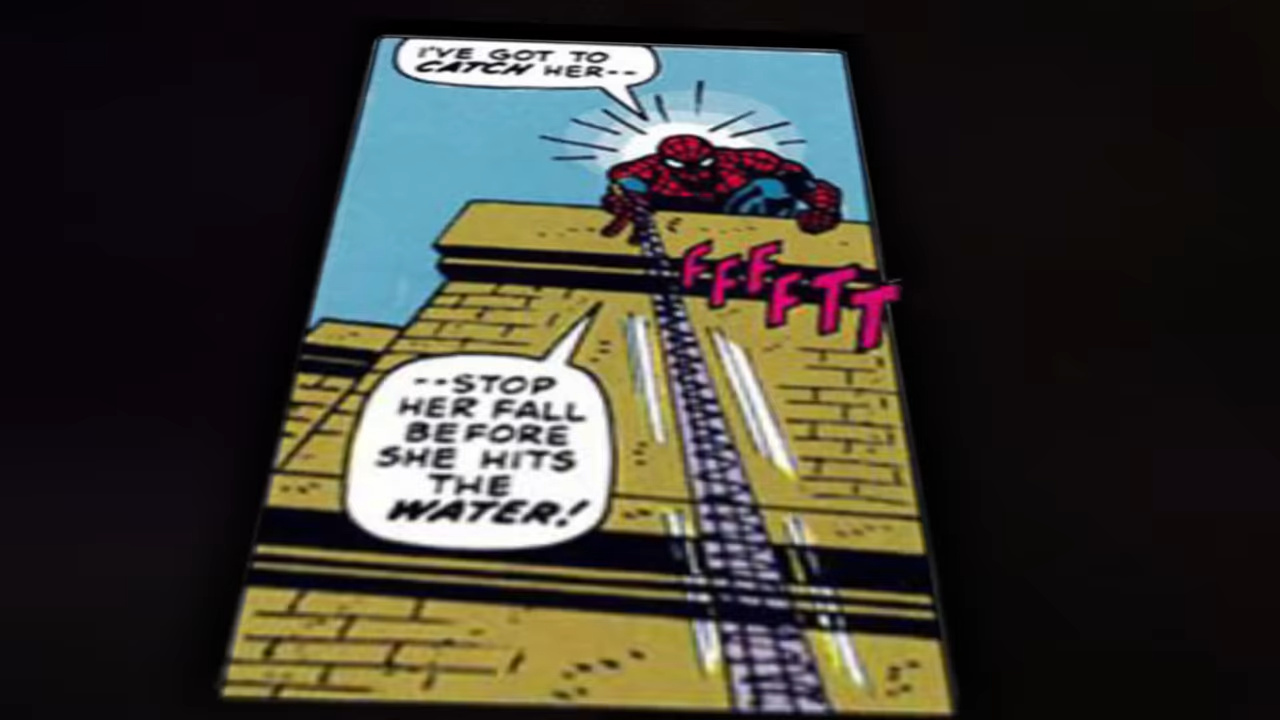 I'VE GOT TO
CATCH HER--
FFFFTT
--STOP
HER FALL
BEFORE
SHE HITS
THE
WATER!